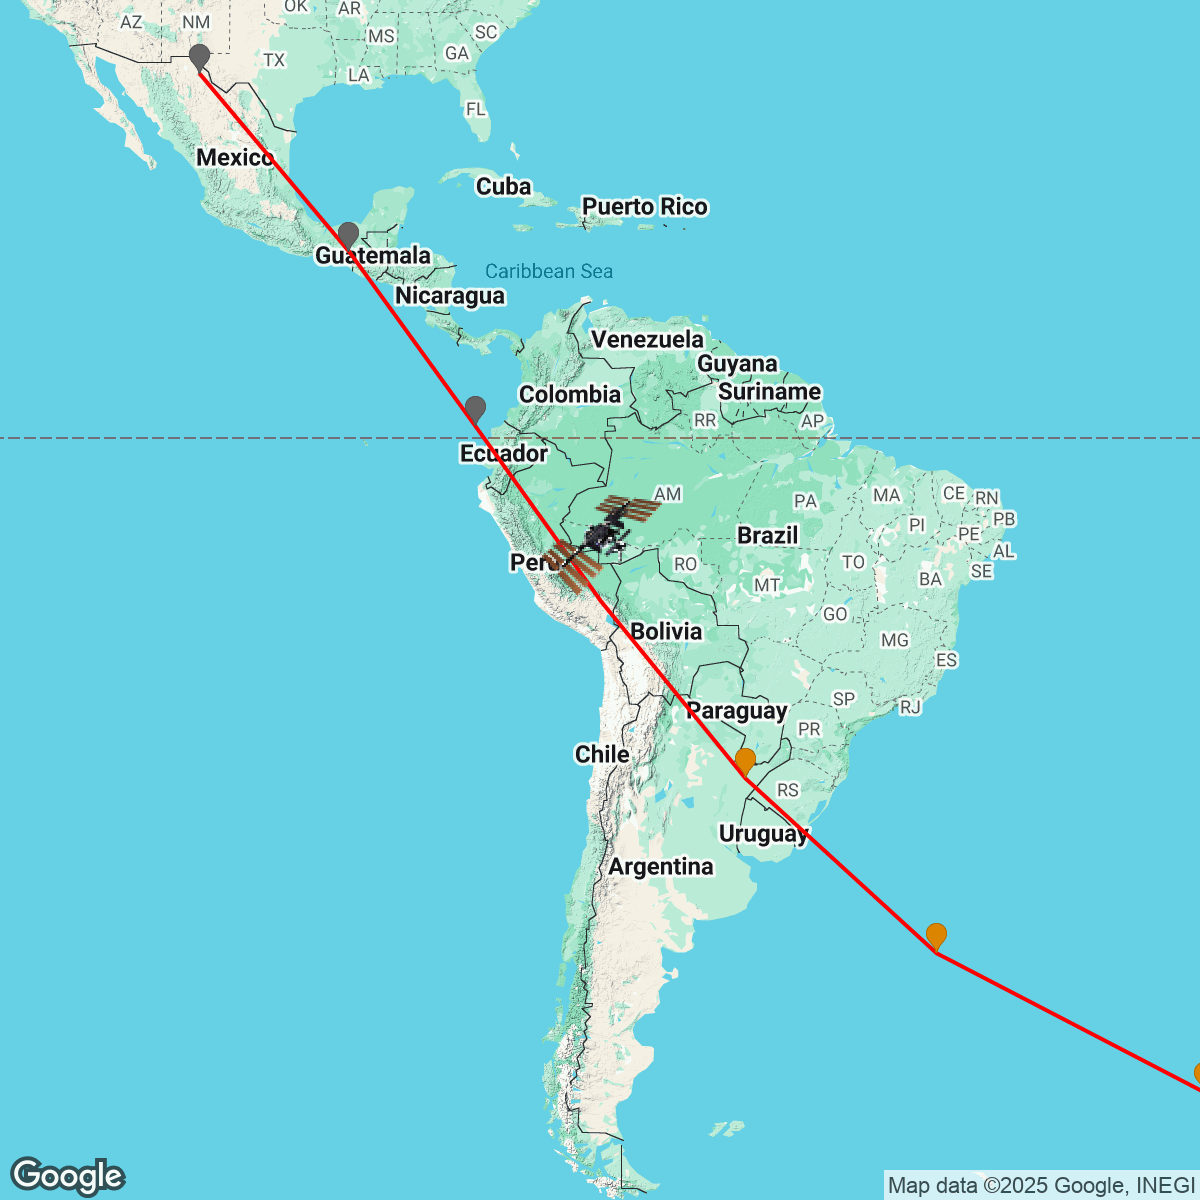 OK
AR
AZ
NM
SC
MS
GA
TX
LA
FL
Mexico
Cuba
Puerto Rico
Guatemala
Caribbean Sea
Nicaragua
Venezuela
Guyana
Colombia
Suriname
RR
AP
Ecuador
AM
PA
MA
CE
RN
PB
PI
PE
Brazil
AL
Peru
RO
TO
SE
BA
MT
GO
Bolivia
MG
ES
SP
RJ
Paraguay
PR
Chile
RS
Uruguay
Argentina
Google
Map data ©2025 Google, INEGI